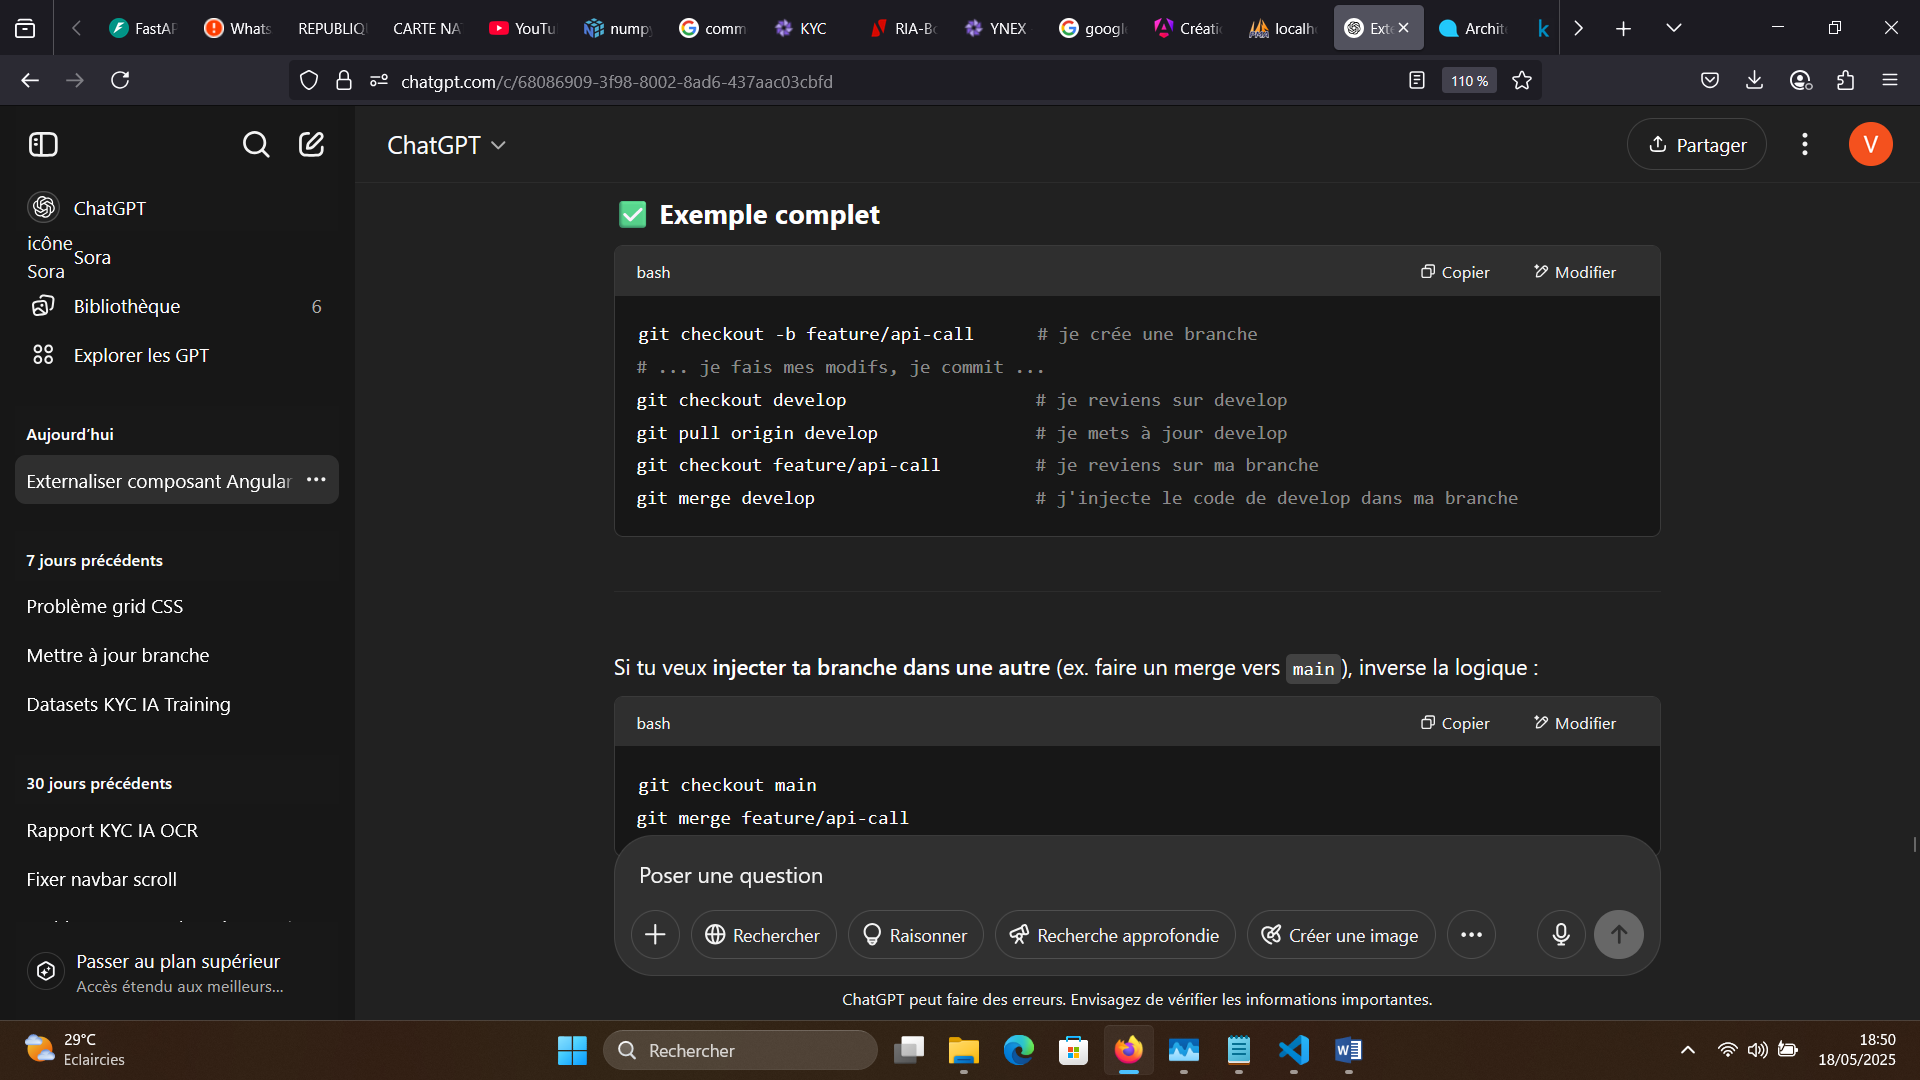 FastAP
Whats
REPUBLIQ
CARTE NA
YouTu
numpy
comm
KYC
RIA-Bo
YNEX
google
Créati
localh
Exte
Archit
k
chatgpt.com/c/68086909-3f98-8002-8ad6-437aac03cbfd
110 %
ChatGPT
Partager
V
ChatGPT
icône Sora
Sora
Bibliothèque 6
Explorer les GPT
Aujourd'hui
Externaliser composant Angular
7 jours précédents
Problème grid CSS
Mettre à jour branche
Datasets KYC IA Training
30 jours précédents
Rapport KYC IA OCR
Fixer navbar scroll
Passer au plan supérieur
Accès étendu aux meilleurs...
Exemple complet
bash Copier Modifier
git checkout -b feature/api-call # je crée une branche
# ... je fais mes modifs, je commit ...
git checkout develop # je reviens sur develop
git pull origin develop # je mets à jour develop
git checkout feature/api-call # je reviens sur ma branche
git merge develop # j'injecte le code de develop dans ma branche
Si tu veux injecter ta branche dans une autre (ex. faire un merge vers main), inverse la logique :
bash Copier Modifier
git checkout main
git merge feature/api-call
Poser une question
Rechercher
Raisonner
Recherche approfondie
Créer une image
ChatGPT peut faire des erreurs. Envisagez de vérifier les informations importantes.
29°C
Eclaircies
Rechercher
18:50
18/05/2025